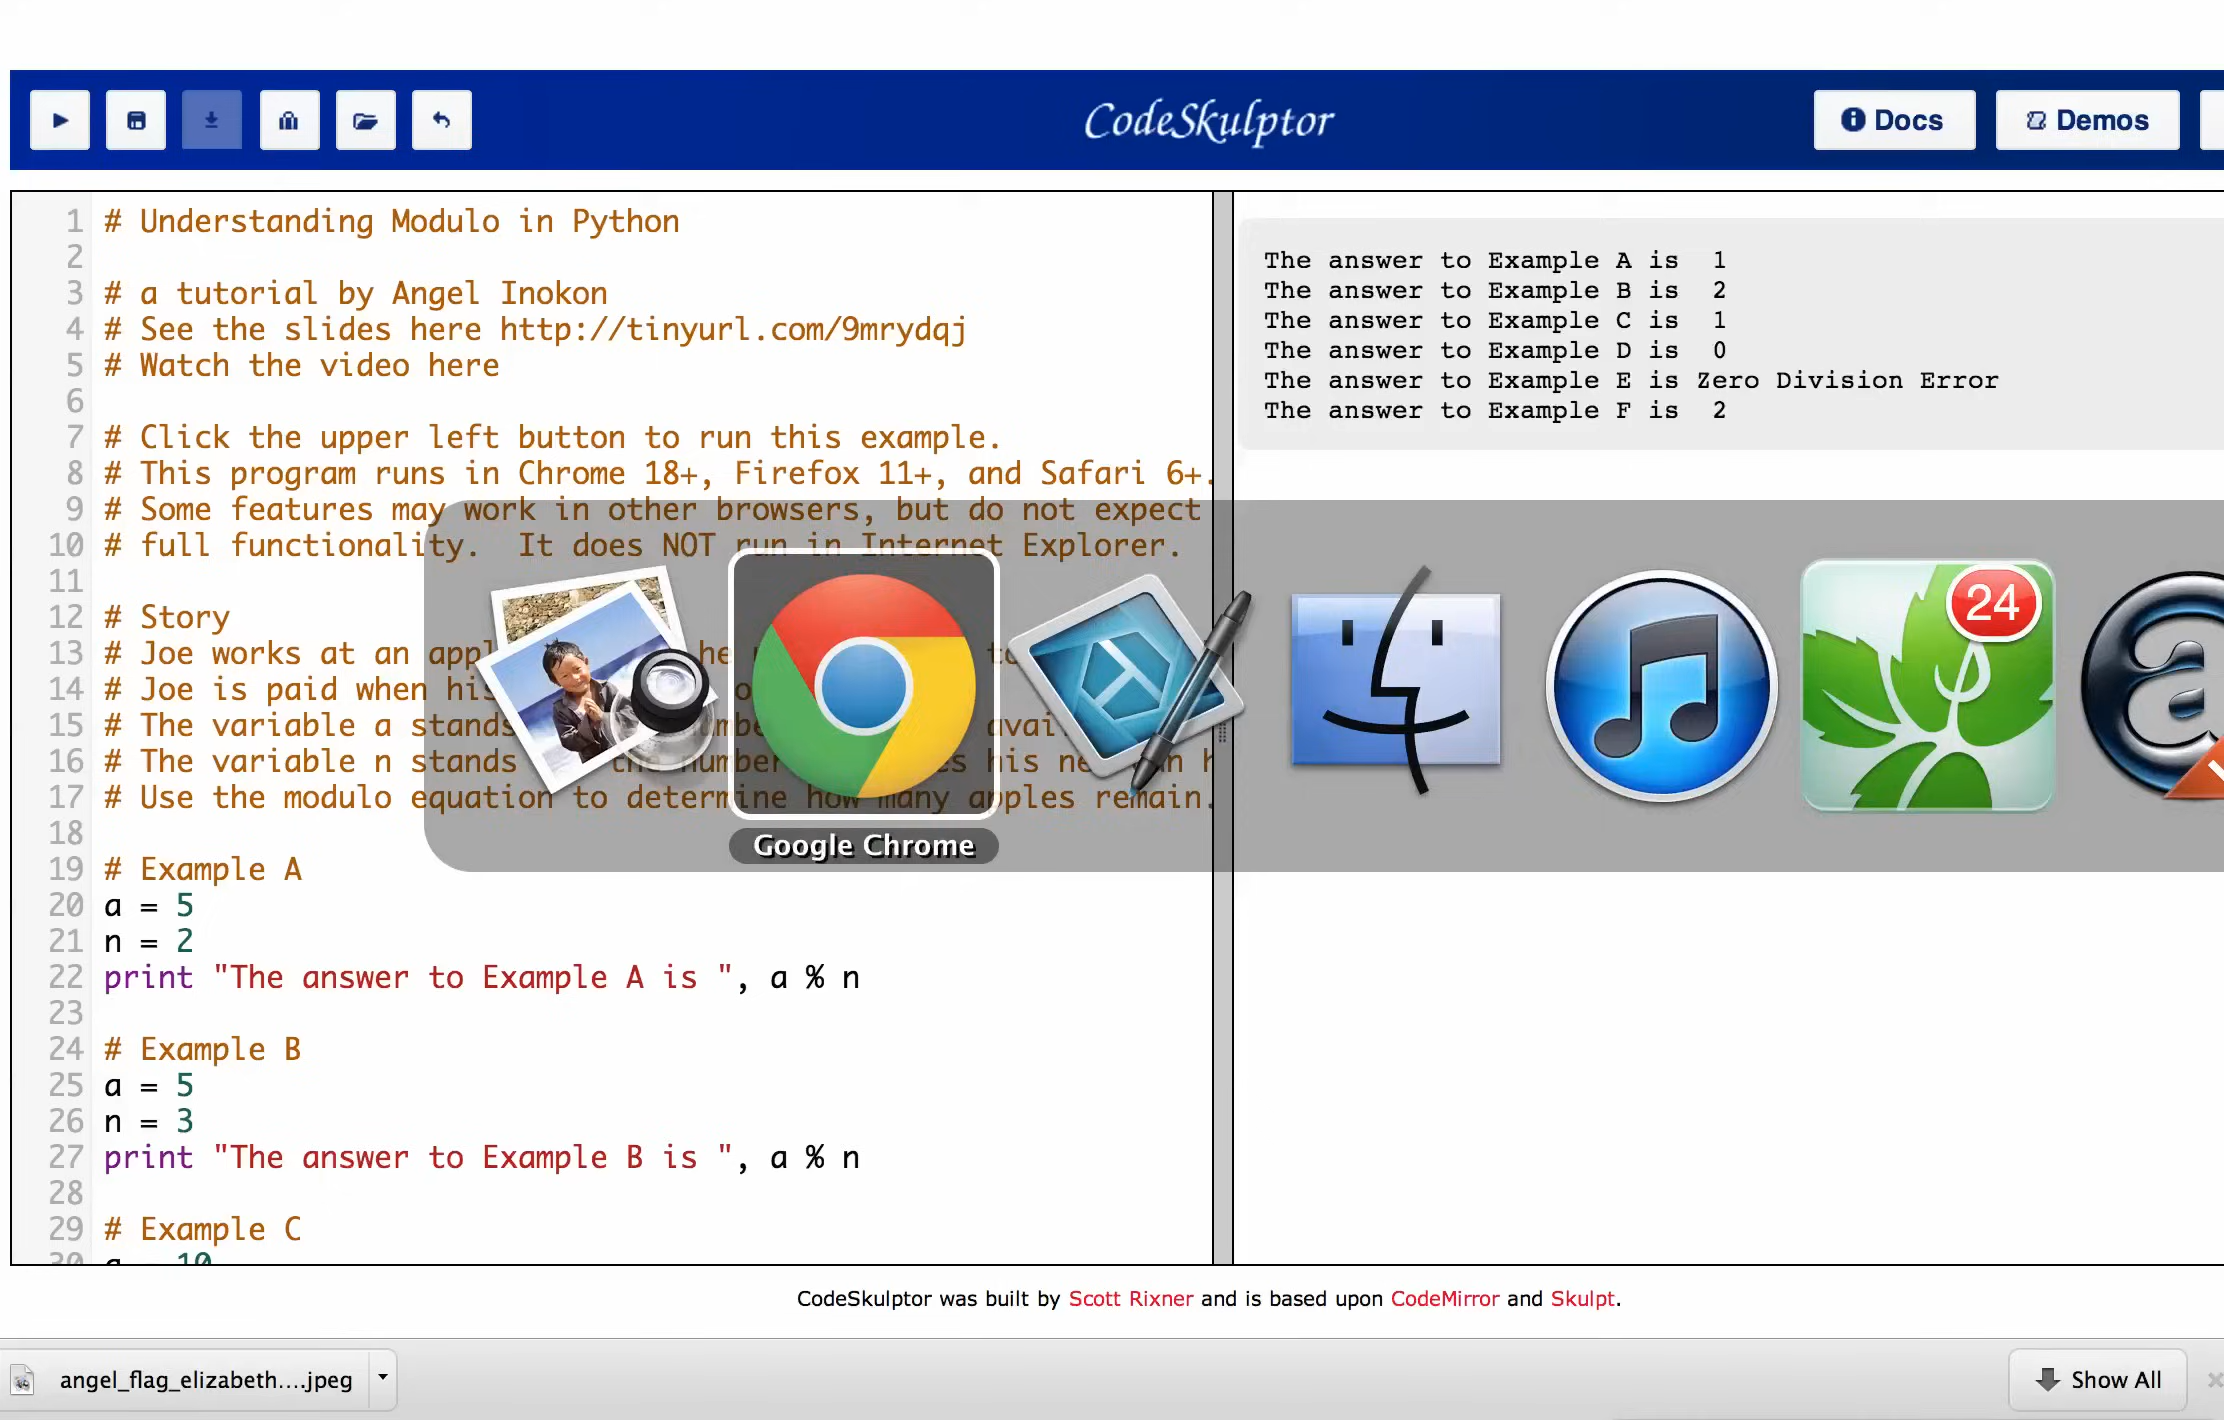 CodeSkulptor
Docs
Demos
1 # Understanding Modulo in Python
2
3 # a tutorial by Angel Inokon
4 # See the slides here http://tinyurl.com/9mrydqj
5 # Watch the video here
6
7 # Click the upper left button to run this example.
8 # This program runs in Chrome 18+, Firefox 11+, and Safari 6+.
9 # Some features may work in other browsers, but do not expect
10 # full functionality. It does NOT run in Internet Explorer.
11
12 # Story
13 # Joe works at an
14 # Joe is paid when his
15 # The variable a stands
16 # The variable n stands the number his
17 # Use the modulo equation to determine how many apples remain.
18
19 # Example A
20 a = 5
21 n = 2
22 print "The answer to Example A is ", a % n
23
24 # Example B
25 a = 5
26 n = 3
27 print "The answer to Example B is ", a % n
28
29 # Example C
30 a = 10
The answer to Example A is 1
The answer to Example B is 2
The answer to Example C is 1
The answer to Example D is 0
The answer to Example E is Zero Division Error
The answer to Example F is 2
24
Google Chrome
CodeSkulptor was built by Scott Rixner and is based upon CodeMirror and Skulpt.
angel_flag_elizabeth....jpeg
Show All